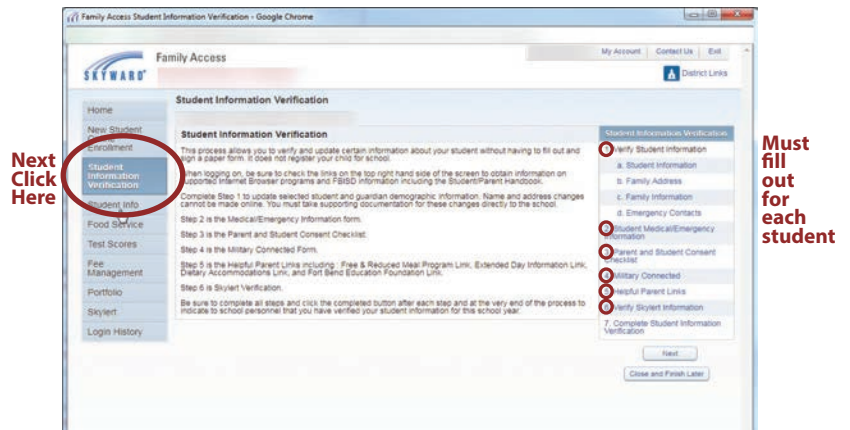 Family Access Student Information Verification - Google Chrome
My Account Contact Us Exit
Family Access
SKYWARD
District Links
Student Information Verification
Home
New Student
Online
Enrollment
Student
Information
Verification
Student Info
Food Service
Test Scores
Fee
Management
Portfolio
Skylert
Login History
Next
Click
Here
Student Information Verification
This process allows you to verify and update certain information about your student without having to fill out and
sign a paper form. It does not register your child for school.
When logging on, be sure to check the links on the top right hand side of the screen to obtain information on
supported Internet Browser programs and FBISD information including the Student/Parent Handbook.
Complete Step 1 to update selected student and guardian demographic information. Name and address changes
cannot be made online. You must take supporting documentation for these changes directly to the school.
Step 2 is the Medical/Emergency Information form.
Step 3 is the Parent and Student Consent Checklist.
Step 4 is the Military Connected Form.
Step 5 is the Helpful Parent Links including : Free & Reduced Meal Program Link, Extended Day Information Link,
Dietary Accommodations Link, and Fort Bend Education Foundation Link.
Step 6 is Skylert Verification.
Be sure to complete all steps and click the completed button after each step and at the very end of the process to
indicate to school personnel that you have verified your student information for this school year.
Student Information Verification
1. Verify Student Information
a. Student Information
b. Family Address
c. Family Information
d. Emergency Contacts
2. Student Medical/Emergency
Information
3. Parent and Student Consent
Checklist
4. Military Connected
5. Helpful Parent Links
6. Verify Skylert Information
7. Complete Student Information
Verification
Next
Close and Finish Later
Must
fill
out
for
each
student